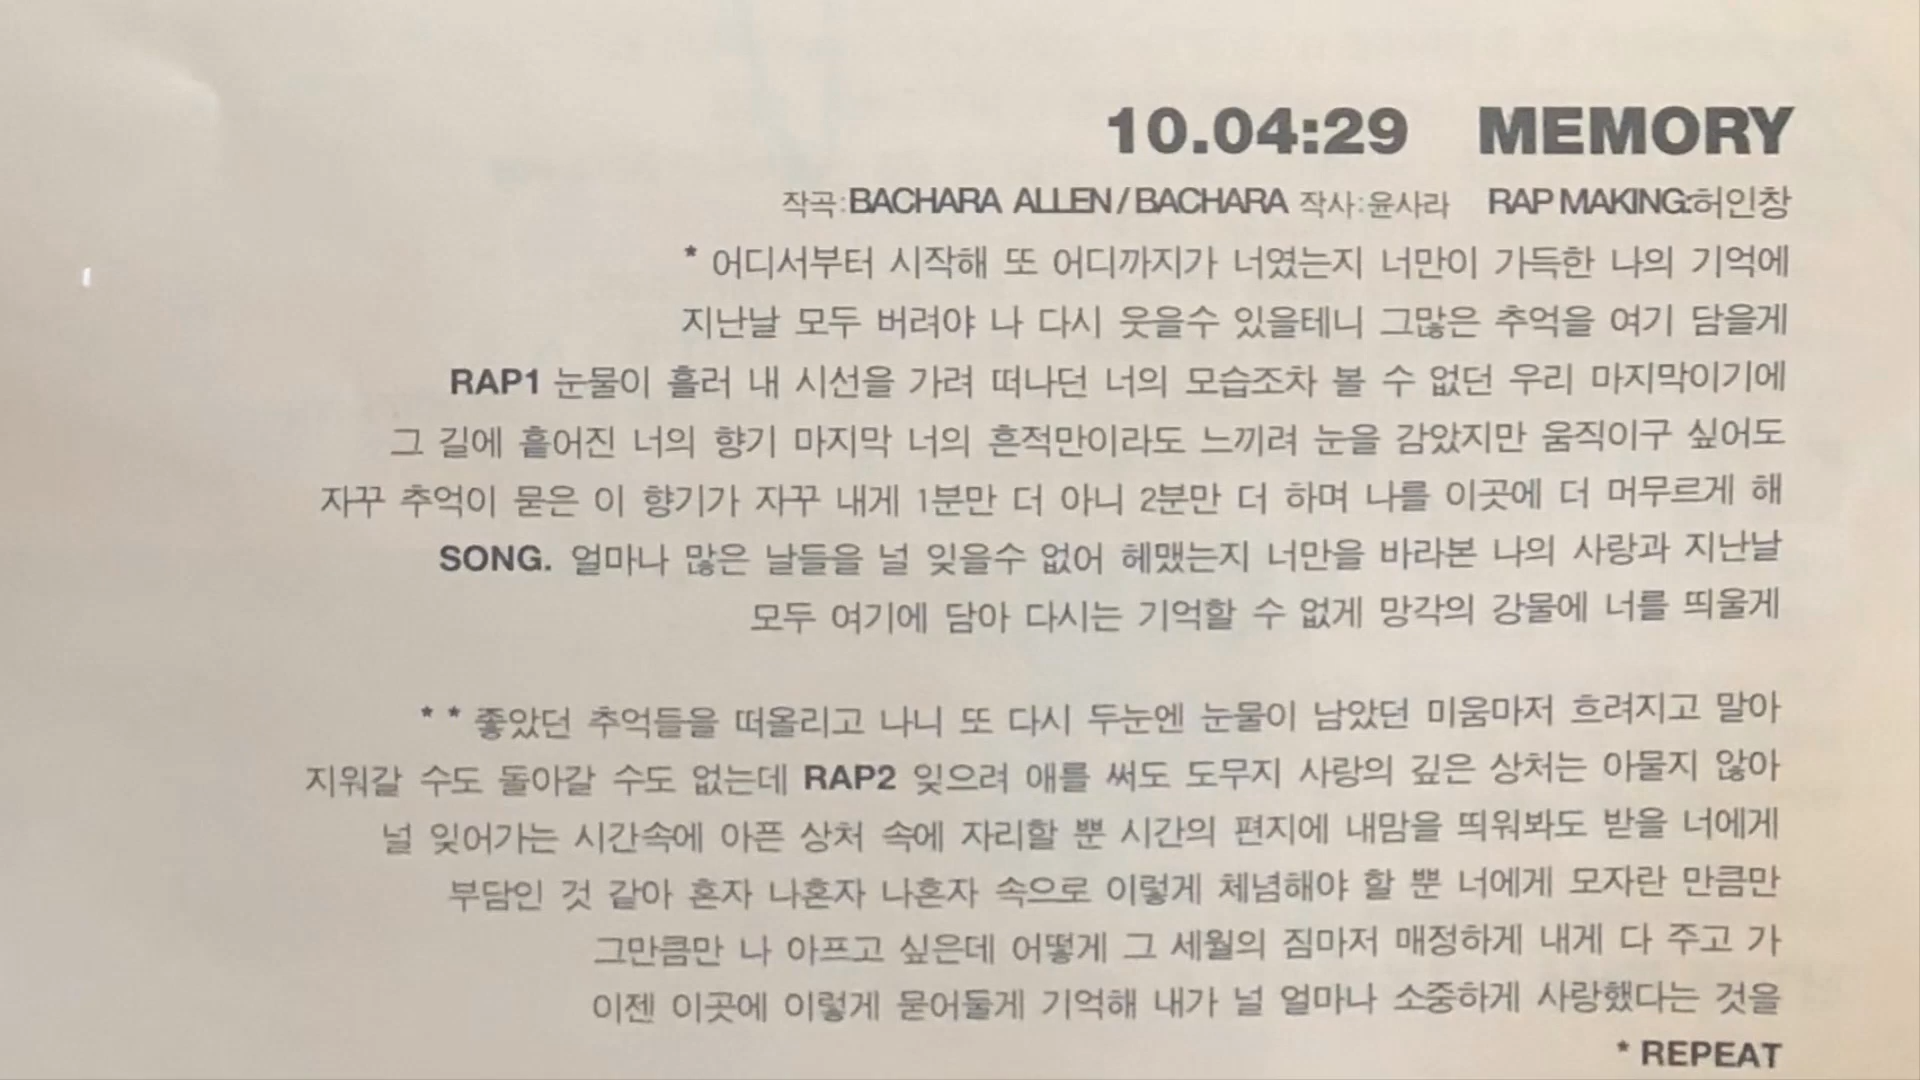 10.04:29 MEMORY
작곡:BACHARA ALLEN/BACHARA 작사:윤사라 RAP MAKING:허인창
* 어디서부터 시작해 또 어디까지가 너였는지 너만이 가득한 나의 기억에
지난날 모두 버려야 나 다시 웃을수 있을테니 그많은 추억을 여기 담을게
RAP1 눈물이 흘러 내 시선을 가려 떠나던 너의 모습조차 볼 수 없던 우리 마지막이기에
그 길에 흩어진 너의 향기 마지막 너의 흔적만이라도 느끼려 눈을 감았지만 움직이구 싶어도
자꾸 추억이 묻은 이 향기가 자꾸 내게 1분만 더 아니 2분만 더 하며 나를 이곳에 더 머무르게 해
SONG. 얼마나 많은 날들을 널 잊을수 없어 헤맸는지 너만을 바라본 나의 사랑과 지난날
모두 여기에 담아 다시는 기억할 수 없게 망각의 강물에 너를 띄울게
* * 좋았던 추억들을 떠올리고 나니 또 다시 두눈엔 눈물이 남았던 미움마저 흐려지고 말아
지워갈 수도 돌아갈 수도 없는데 RAP2 잊으려 애를 써도 도무지 사랑의 깊은 상처는 아물지 않아
널 잊어가는 시간속에 아픈 상처 속에 자리할 뿐 시간의 편지에 내맘을 띄워봐도 받을 너에게
부담인 것 같아 혼자 나혼자 나혼자 속으로 이렇게 체념해야 할 뿐 너에게 모자란 만큼만
그만큼만 나 아프고 싶은데 어떻게 그 세월의 짐마저 매정하게 내게 다 주고 가
이젠 이곳에 이렇게 묻어둘게 기억해 내가 널 얼마나 소중하게 사랑했다는 것을
* REPEAT